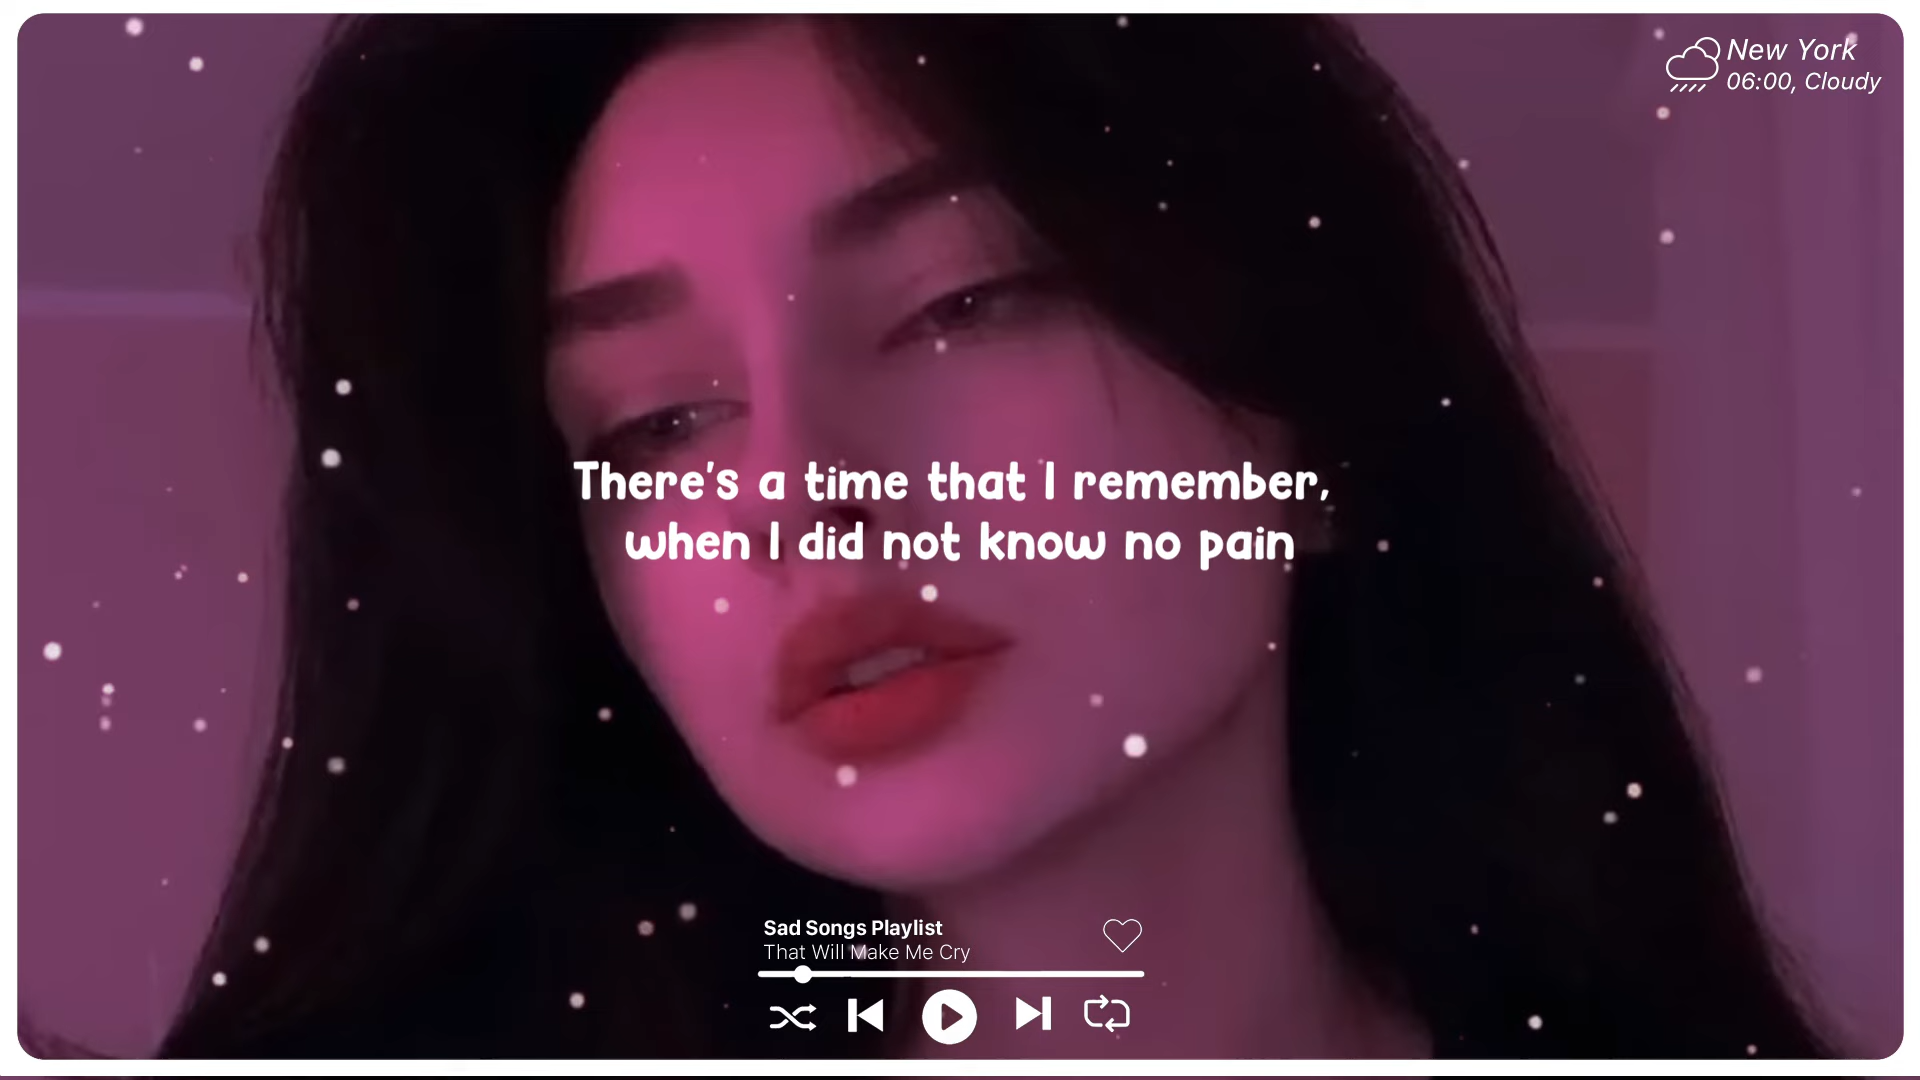 New York
06:00, Cloudy
There's a time that I remember,
when I did not know no pain
Sad Songs Playlist
That Will Make Me Cry